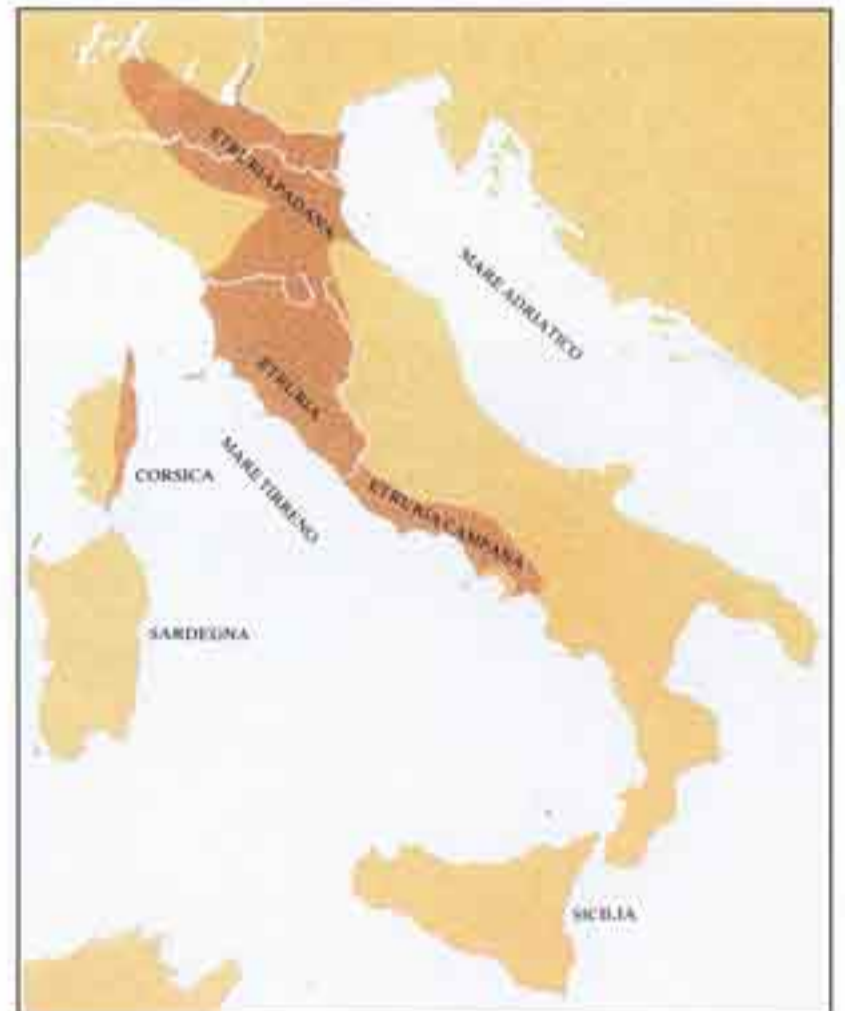 ETRURIA PADANA
MARE ADRIATICO
ETRURIA
MARE TIRRENO
CORSICA
ETRURIA CAMPANA
SARDEGNA
SICILIA